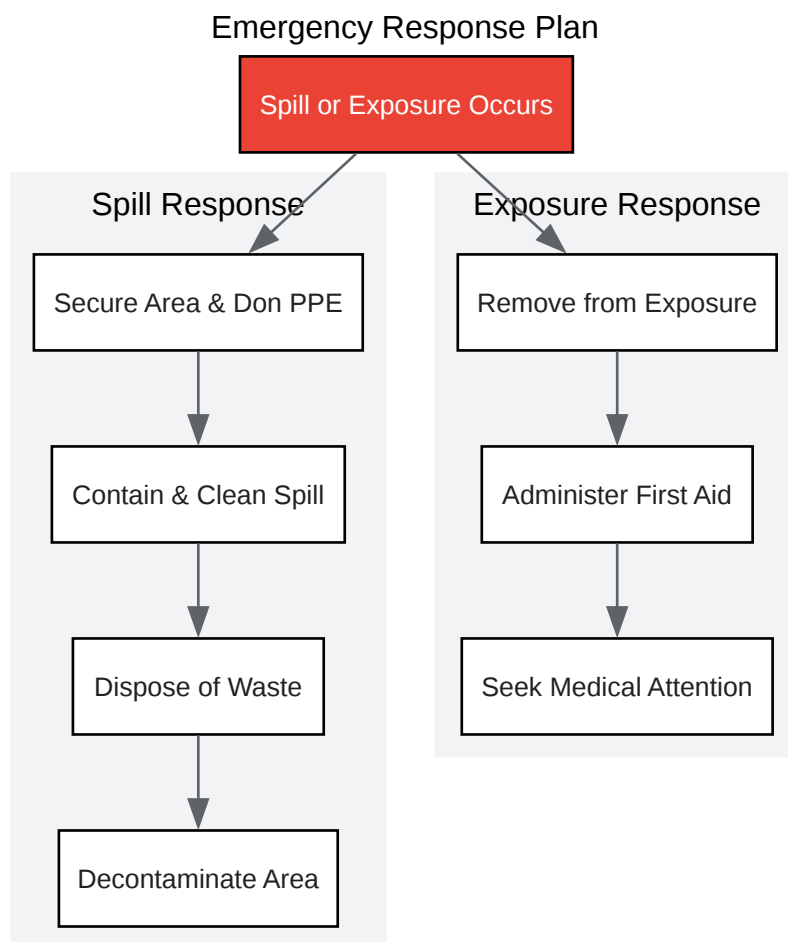 Emergency Response Plan
Spill or Exposure Occurs
Spill Response
Secure Area & Don PPE
Contain & Clean Spill
Dispose of Waste
Decontaminate Area
Exposure Response
Remove from Exposure
Administer First Aid
Seek Medical Attention